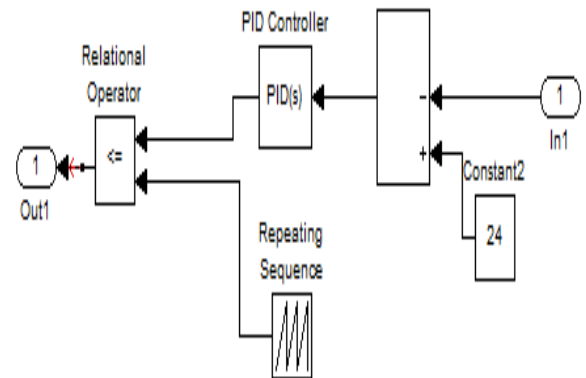 PID Controller
Relational
Operator
PID(s)
−
1
In1
<=
1
Out1
+
Constant2
24
Repeating
Sequence